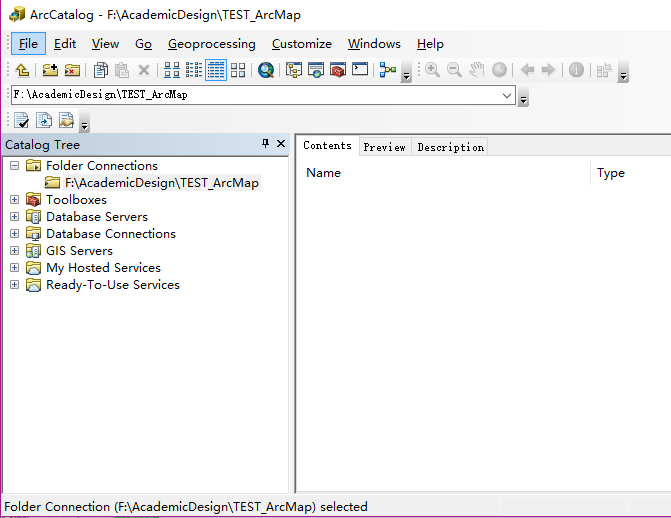 ArcCatalog - F:\AcademicDesign\TEST_ArcMap
File Edit View Go Geoprocessing Customize Windows Help
F:\AcademicDesign\TEST_ArcMap
Catalog Tree
Folder Connections
F:\AcademicDesign\TEST_ArcMap
Toolboxes
Database Servers
Database Connections
GIS Servers
My Hosted Services
Ready-To-Use Services
Contents Preview Description
Name Type
Folder Connection (F:\AcademicDesign\TEST_ArcMap) selected